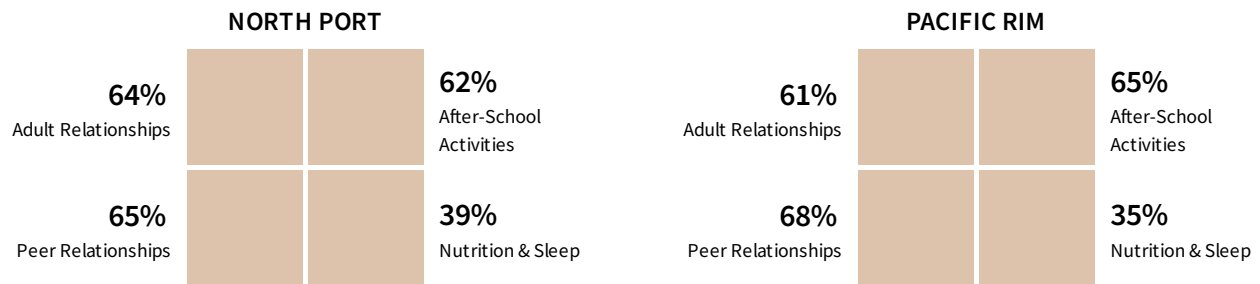 NORTH PORT
64%
Adult Relationships
62%
After-School
Activities
65%
Peer Relationships
39%
Nutrition & Sleep
PACIFIC RIM
61%
Adult Relationships
65%
After-School
Activities
68%
Peer Relationships
35%
Nutrition & Sleep